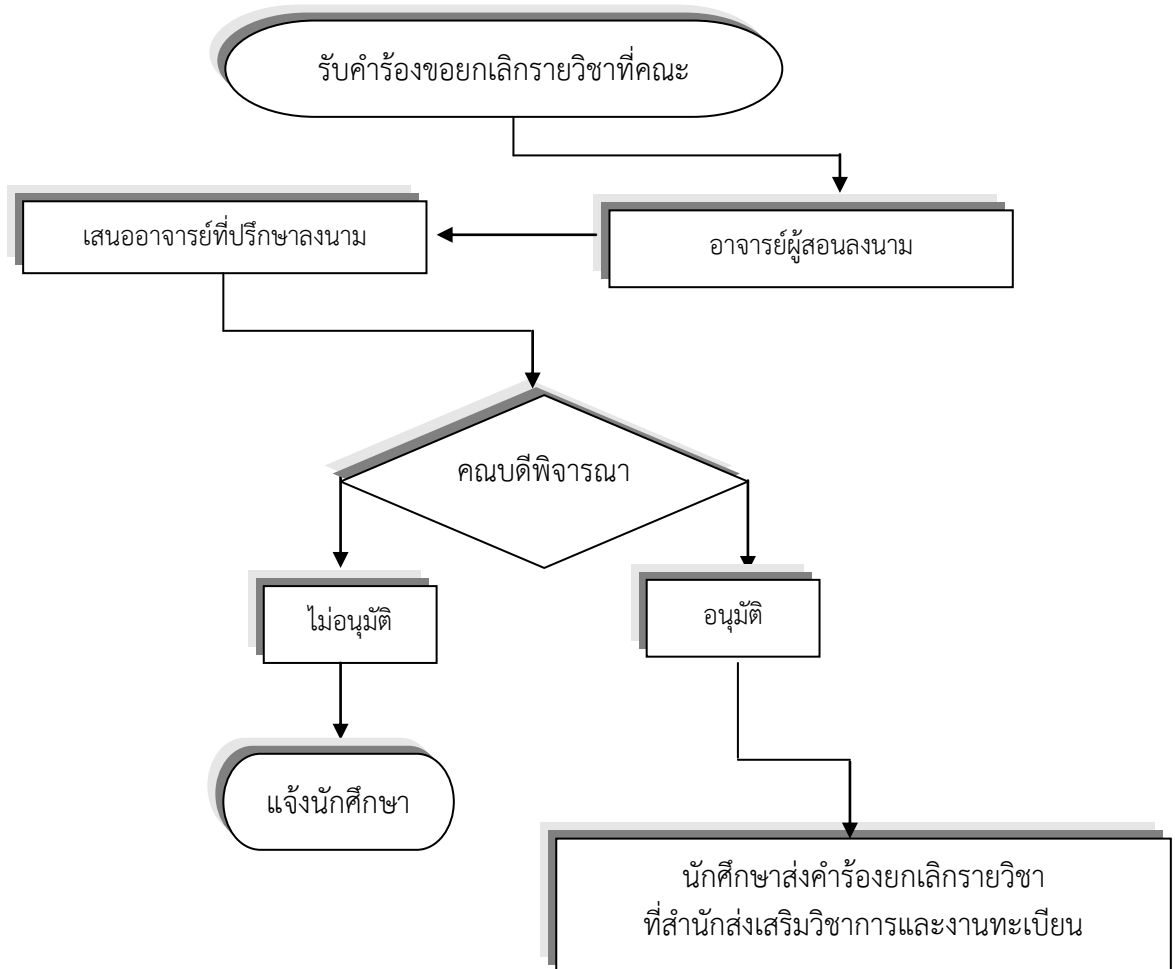 รับคำร้องขอยกเลิกรายวิชาที่คณะ
อาจารย์ผู้สอนลงนาม
เสนออาจารย์ที่ปรึกษาลงนาม
คณบดีพิจารณา
ไม่อนุมัติ
อนุมัติ
แจ้งนักศึกษา
นักศึกษาส่งคำร้องยกเลิกรายวิชา
ที่สำนักส่งเสริมวิชาการและงานทะเบียน